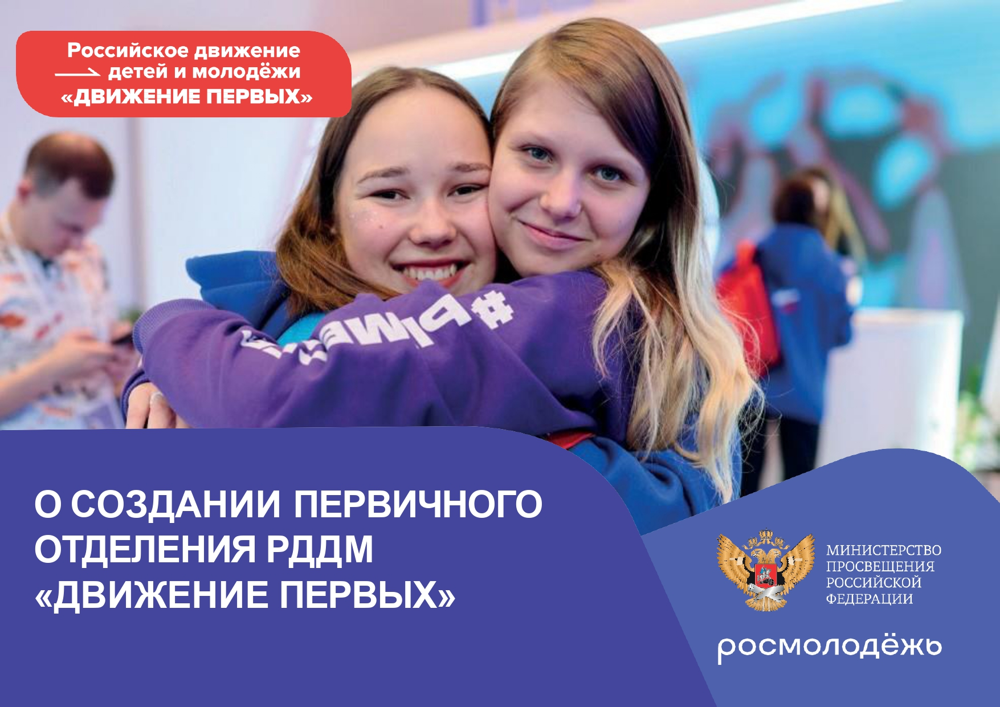 Российское движение
детей и молодёжи
«ДВИЖЕНИЕ ПЕРВЫХ»
О СОЗДАНИИ ПЕРВИЧНОГО
ОТДЕЛЕНИЯ РДДМ
«ДВИЖЕНИЕ ПЕРВЫХ»
МИНИСТЕРСТВО
ПРОСВЕЩЕНИЯ
РОССИЙСКОЙ
ФЕДЕРАЦИИ
росмолодёжь